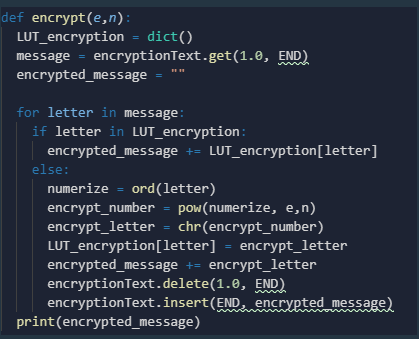 def encrypt(e,n):
  LUT_encryption = dict()
  message = encryptionText.get(1.0, END)
  encrypted_message = ""
  for letter in message:
    if letter in LUT_encryption:
      encrypted_message += LUT_encryption[letter]
    else:
      numerize = ord(letter)
      encrypt_number = pow(numerize, e,n)
      encrypt_letter = chr(encrypt_number)
      LUT_encryption[letter] = encrypt_letter
      encrypted_message += encrypt_letter
      encryptionText.delete(1.0, END)
      encryptionText.insert(END, encrypted_message)
  print(encrypted_message)